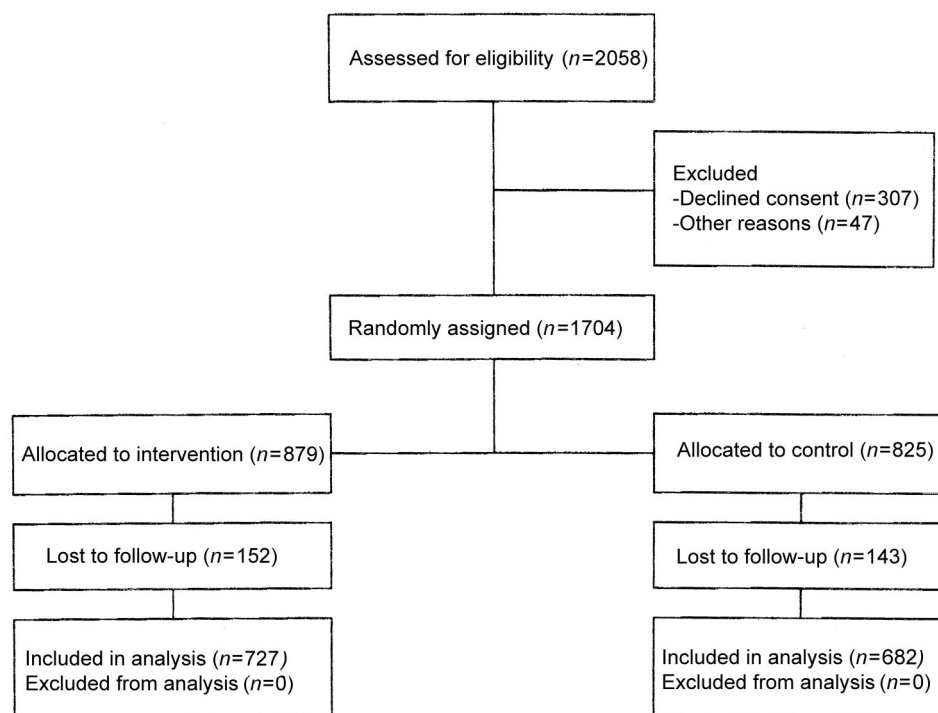 Assessed for eligibility (n=2058)
Excluded
-Declined consent (n=307)
-Other reasons (n=47)
Randomly assigned (n=1704)
Allocated to intervention (n=879)
Allocated to control (n=825)
Lost to follow-up (n=152)
Lost to follow-up (n=143)
Included in analysis (n=727)
Excluded from analysis (n=0)
Included in analysis (n=682)
Excluded from analysis (n=0)